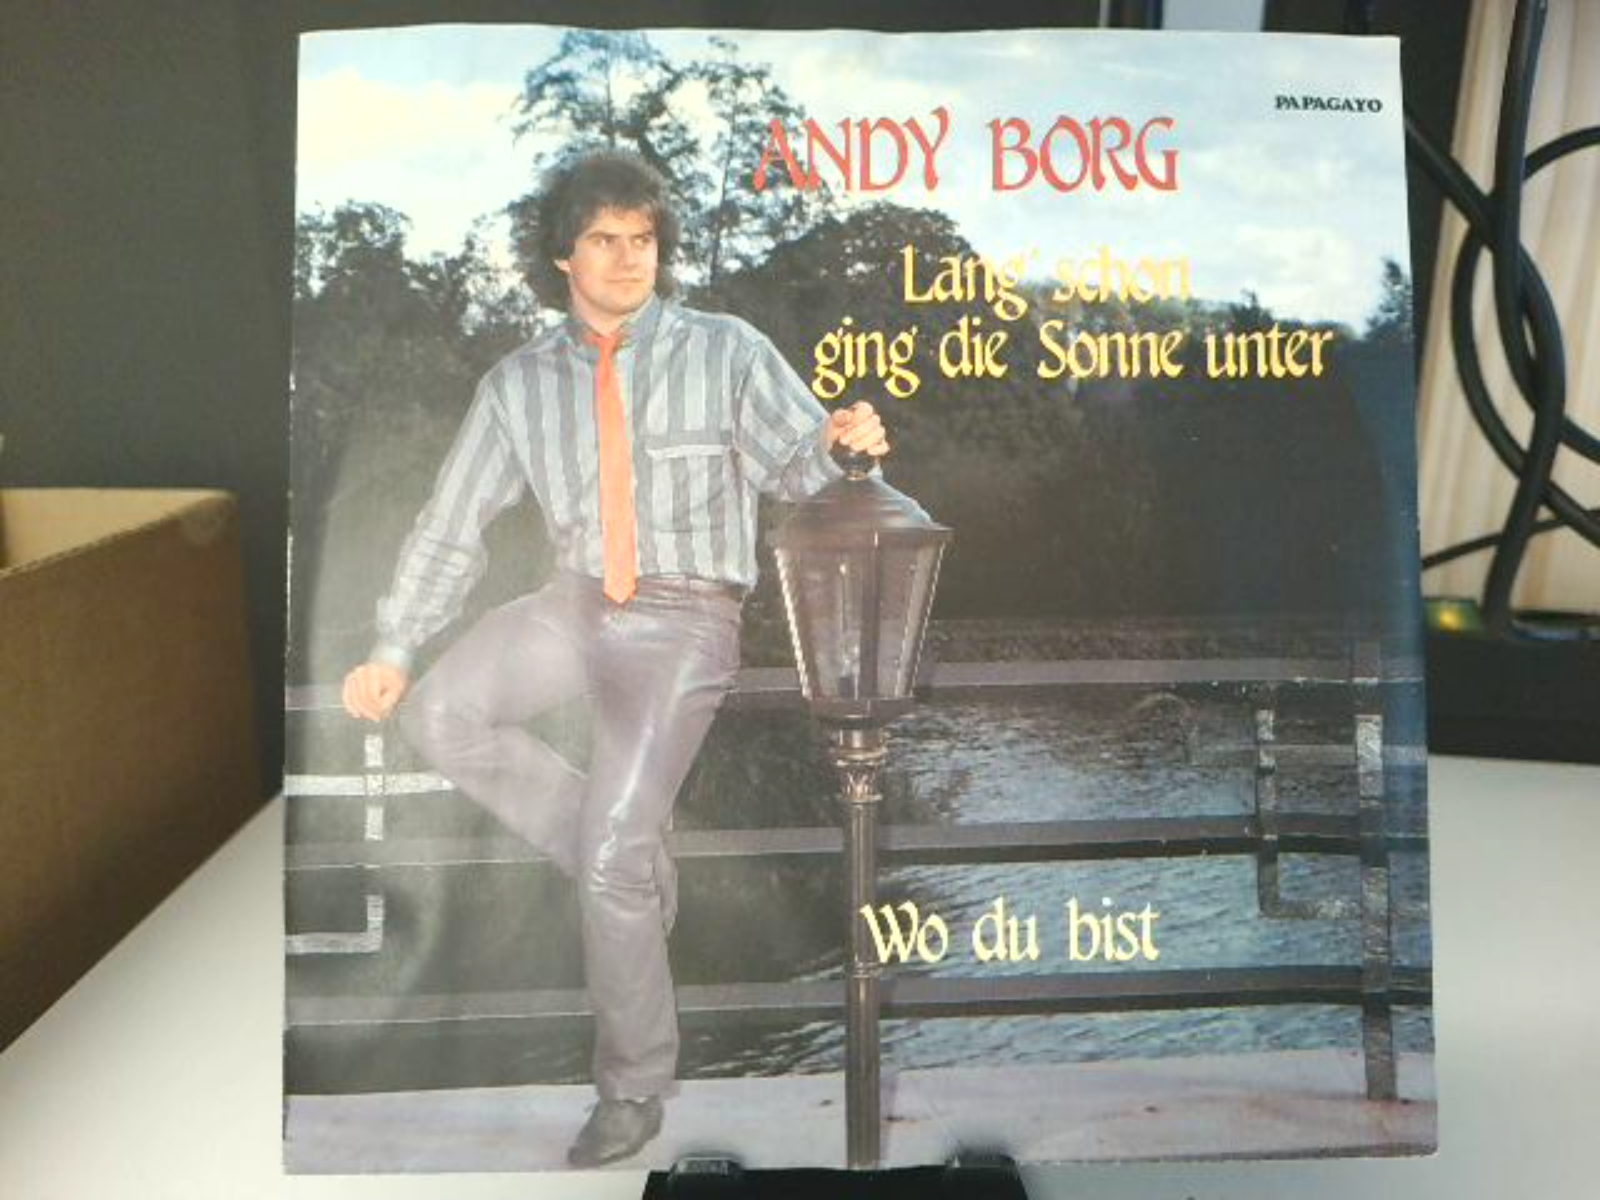 PAPAGAYO
ANDY BORG
Lang' schon
ging die Sonne unter
Wo du bist